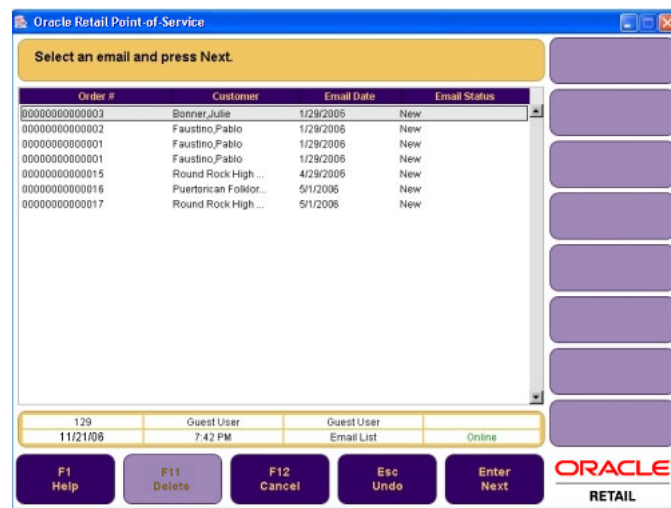 Oracle Retail Point-of-Service
Select an email and press Next.
Order # Customer Email Date Email Status
00000000000003 Bonner,Julie 1/29/2006 New
00000000000002 Faustino,Pablo 1/29/2006 New
00000000000001 Faustino,Pablo 1/29/2006 New
00000000000001 Faustino,Pablo 1/29/2006 New
00000000000015 Round Rock High ... 4/29/2006 New
00000000000016 Puertorican Folklor... 5/1/2006 New
00000000000017 Round Rock High ... 5/1/2006 New
129 Guest User Guest User
11/21/06 7:42 PM Email List Online
F1 F11 F12 Esc Enter
Help Delete Cancel Undo Next
ORACLE
RETAIL